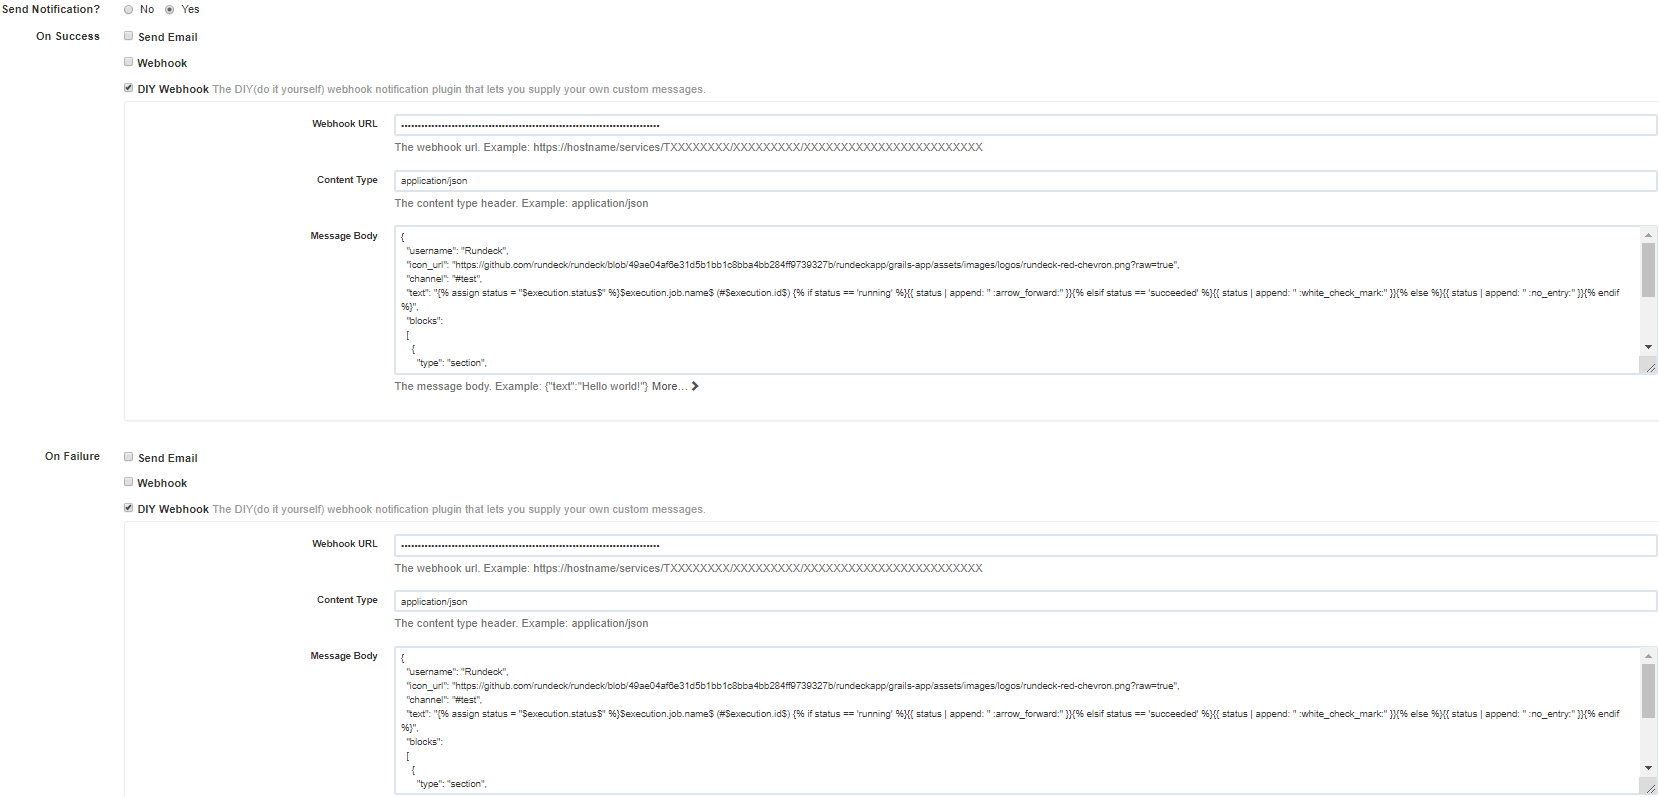 Send Notification? No Yes
On Success Send Email
Webhook
DIY Webhook The DIY(do it yourself) webhook notification plugin that lets you supply your own custom messages.
Webhook URL
The webhook url. Example: https://hostname/services/TXXXXXXXX/XXXXXXXXX/XXXXXXXXXXXXXXXXXXXXXXXX
Content Type application/json
The content type header. Example: application/json
Message Body {
"username": "Rundeck",
"icon_url": "https://github.com/rundeck/rundeck/blob/49ae04af6e31d5b1bb1c8bba4bb284ff9739327b/rundeckapp/grails-app/assets/images/logos/rundeck-red-chevron.png?raw=true",
"channel": "#test",
"text": "{% assign status = "$execution.status$" %}$execution.job.name$ (#$execution.id$) {% if status == 'running' %}{{ status | append: " :arrow_forward:" }}{% elsif status == 'succeeded' %}{{ status | append: " :white_check_mark:" }}{% else %}{{ status | append: " :no_entry:" }}{% endif
%}",
"blocks":
[
{
"type": "section",
The message body. Example: {"text":"Hello world!"} More...
On Failure Send Email
Webhook
DIY Webhook The DIY(do it yourself) webhook notification plugin that lets you supply your own custom messages.
Webhook URL
The webhook url. Example: https://hostname/services/TXXXXXXXX/XXXXXXXXX/XXXXXXXXXXXXXXXXXXXXXXXX
Content Type application/json
The content type header. Example: application/json
Message Body {
"username": "Rundeck",
"icon_url": "https://github.com/rundeck/rundeck/blob/49ae04af6e31d5b1bb1c8bba4bb284ff9739327b/rundeckapp/grails-app/assets/images/logos/rundeck-red-chevron.png?raw=true",
"channel": "#test",
"text": "{% assign status = "$execution.status$" %}$execution.job.name$ (#$execution.id$) {% if status == 'running' %}{{ status | append: " :arrow_forward:" }}{% elsif status == 'succeeded' %}{{ status | append: " :white_check_mark:" }}{% else %}{{ status | append: " :no_entry:" }}{% endif
%}",
"blocks":
[
{
"type": "section",